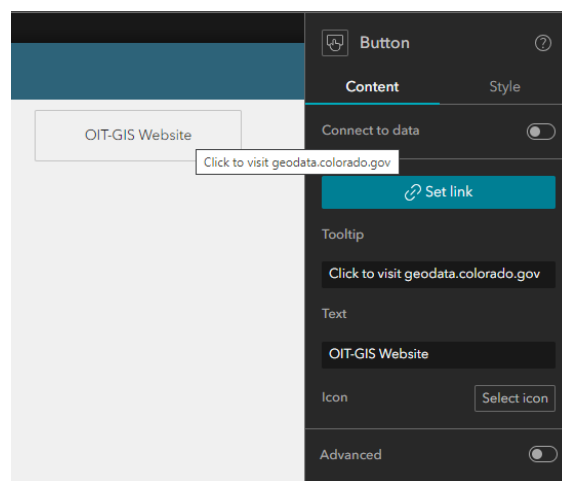 Button
?
Content Style
Connect to data
OIT-GIS Website
Click to visit geodata.colorado.gov
Set link
Tooltip
Click to visit geodata.colorado.gov
Text
OIT-GIS Website
Icon Select icon
Advanced